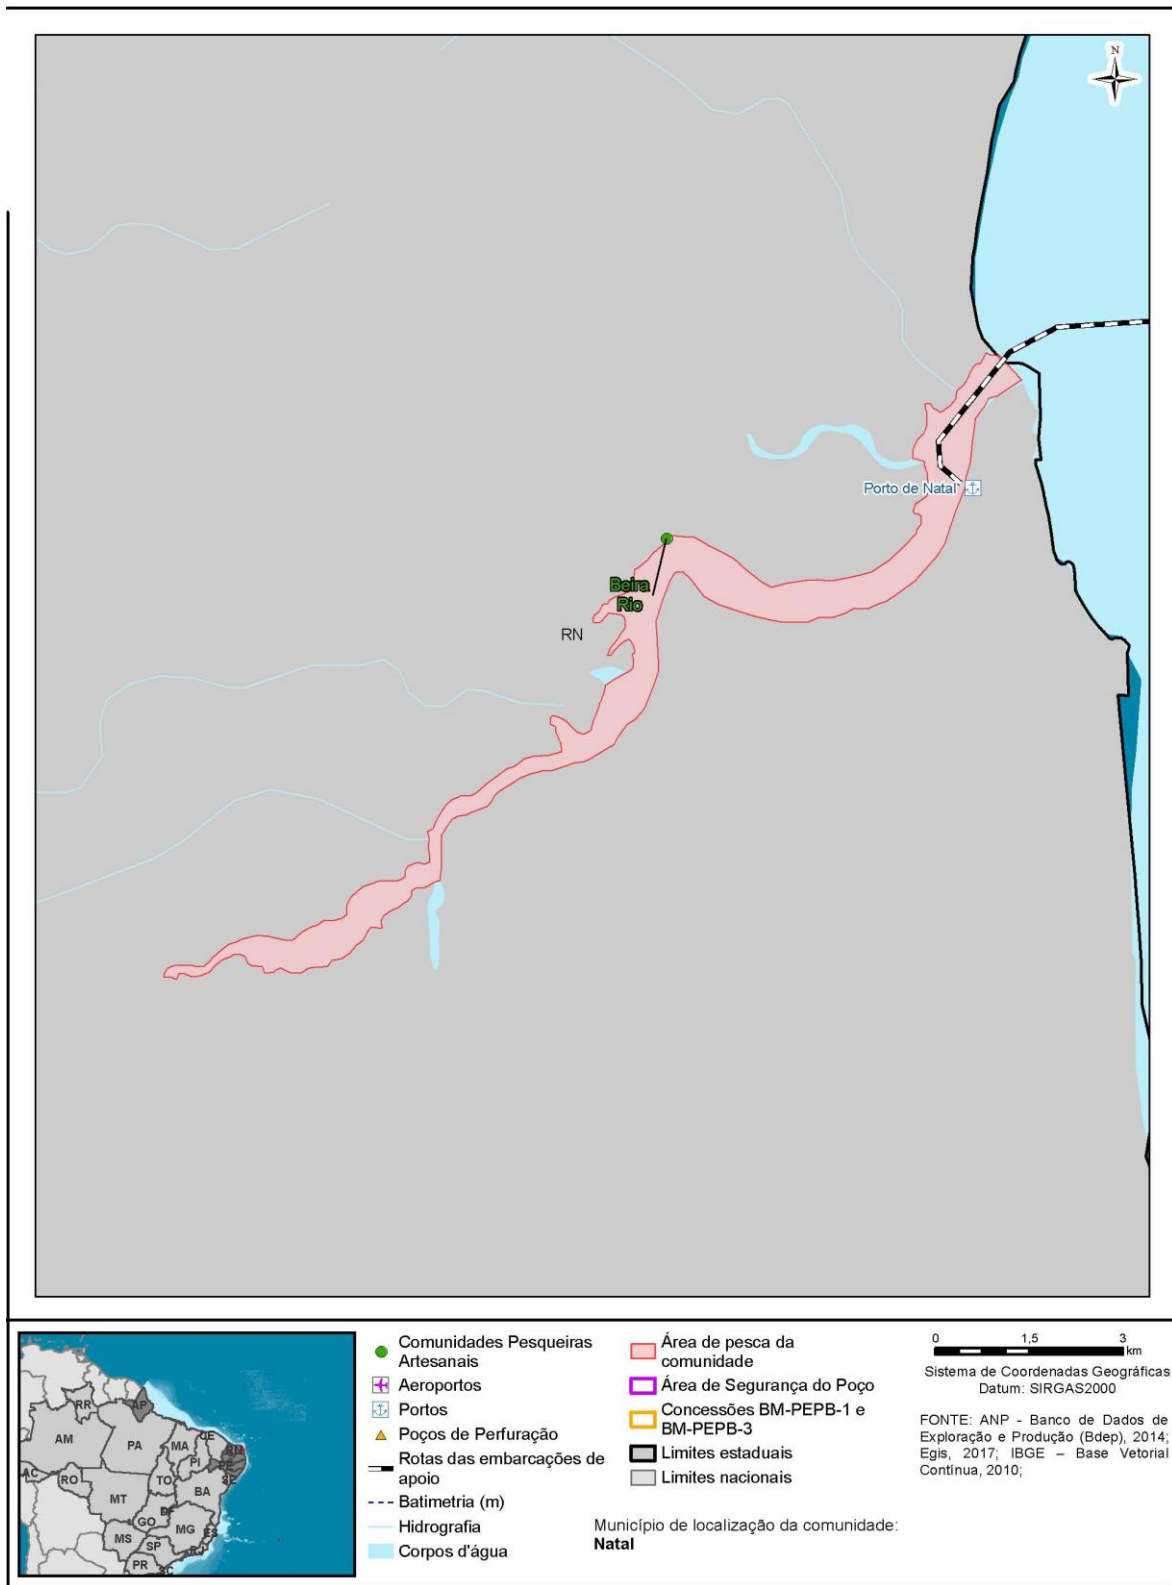 N
Porto de Natal
Beira
Rio
RN
RR
AP
AM
PA
MA
CE
RN
PI
PE
SE
AC
RO
TO
BA
MT
DF
GO
MG
ES
MS
SP
RJ
PR
SC
Comunidades Pesqueiras
Artesanais
Aeroportos
Portos
Poços de Perfuração
Rotas das embarcações de
apoio
Batimetria (m)
Hidrografia
Corpos d'água
Área de pesca da
comunidade
Área de Segurança do Poço
Concessões BM-PEPB-1 e
BM-PEPB-3
Limites estaduais
Limites nacionais
Município de localização da comunidade:
Natal
0 1,5 3
km
Sistema de Coordenadas Geográficas
Datum: SIRGAS2000
FONTE: ANP - Banco de Dados de
Exploração e Produção (Bdep), 2014;
Egis, 2017; IBGE – Base Vetorial
Contínua, 2010;